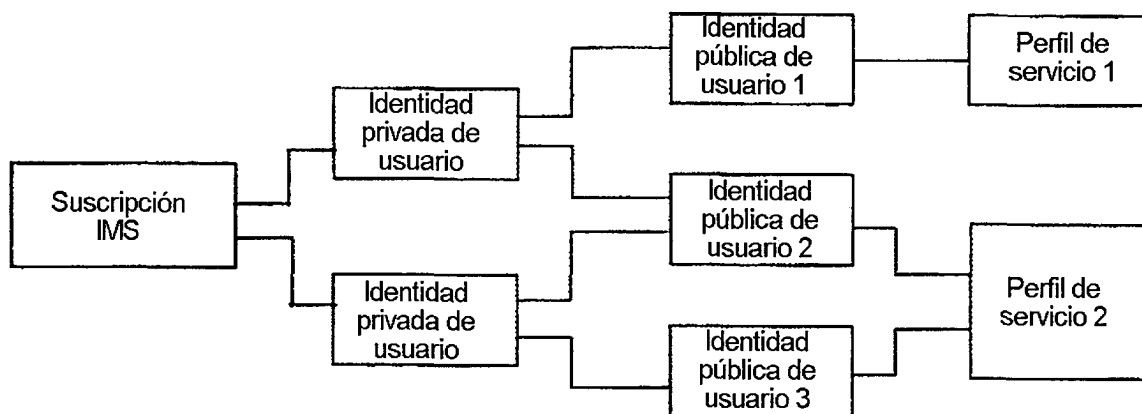 Suscripción
IMS
Identidad
privada de
usuario
Identidad
privada de
usuario
Identidad
pública de
usuario 1
Identidad
pública de
usuario 2
Identidad
pública de
usuario 3
Perfil de
servicio 1
Perfil de
servicio 2